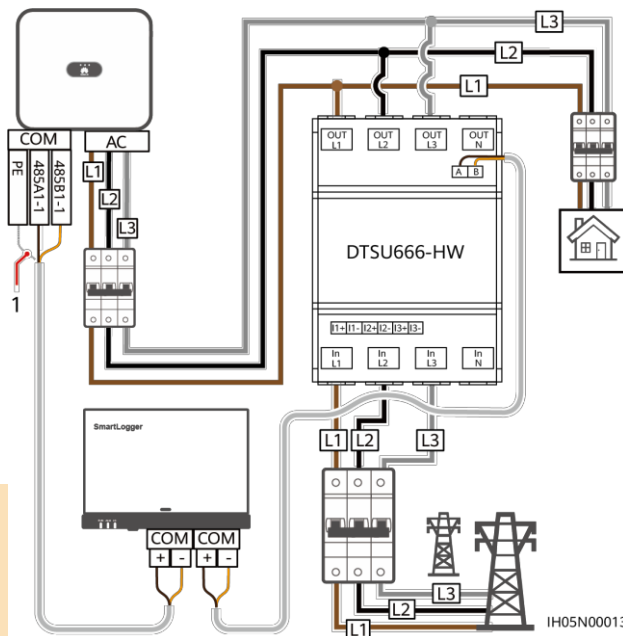 L3
L2
L1
COM
AC
PE
485A1-1
485B1-1
L1
L2
L3
1
OUT L1
OUT L2
OUT L3
OUT N
A B
DTSU666-HW
I1+ I1- I2+ I2- I3+ I3-
In L1
In L2
In L3
In N
SmartLogger
COM COM
+ - + -
L1
L2
L3
L3
L2
L1
IH05N00013